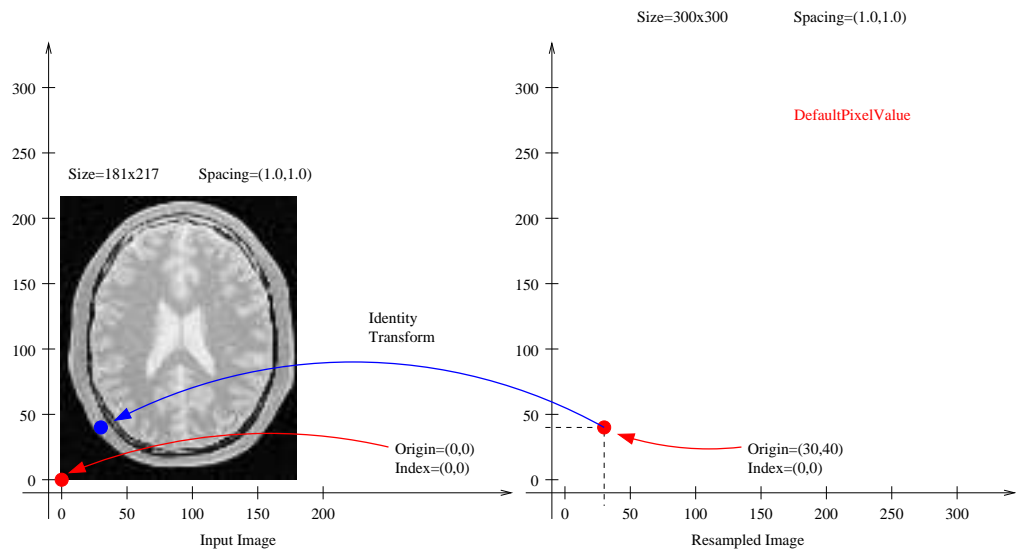 Size=300x300 Spacing=(1.0,1.0)
300
250
200
150
100
50
0
Size=181x217 Spacing=(1.0,1.0)
0 50 100 150 200
Input Image
Identity
Transform
Origin=(0,0)
Index=(0,0)
300
250
200
150
100
50
0
DefaultPixelValue
Origin=(30,40)
Index=(0,0)
0 50 100 150 200 250 300
Resampled Image